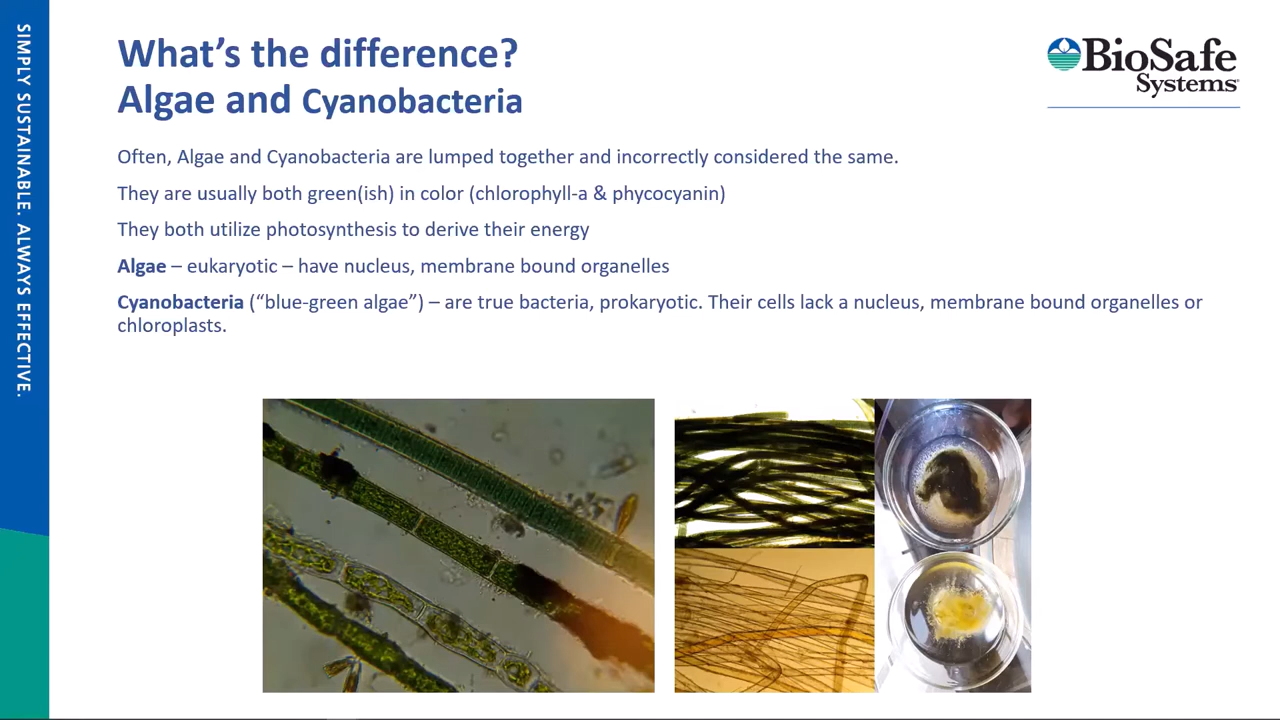 SIMPLY SUSTAINABLE. ALWAYS EFFECTIVE.
What’s the difference?
Algae and Cyanobacteria
BioSafe
Systems
Often, Algae and Cyanobacteria are lumped together and incorrectly considered the same.
They are usually both green(ish) in color (chlorophyll-a & phycocyanin)
They both utilize photosynthesis to derive their energy
Algae – eukaryotic – have nucleus, membrane bound organelles
Cyanobacteria (“blue-green algae”) – are true bacteria, prokaryotic. Their cells lack a nucleus, membrane bound organelles or
chloroplasts.